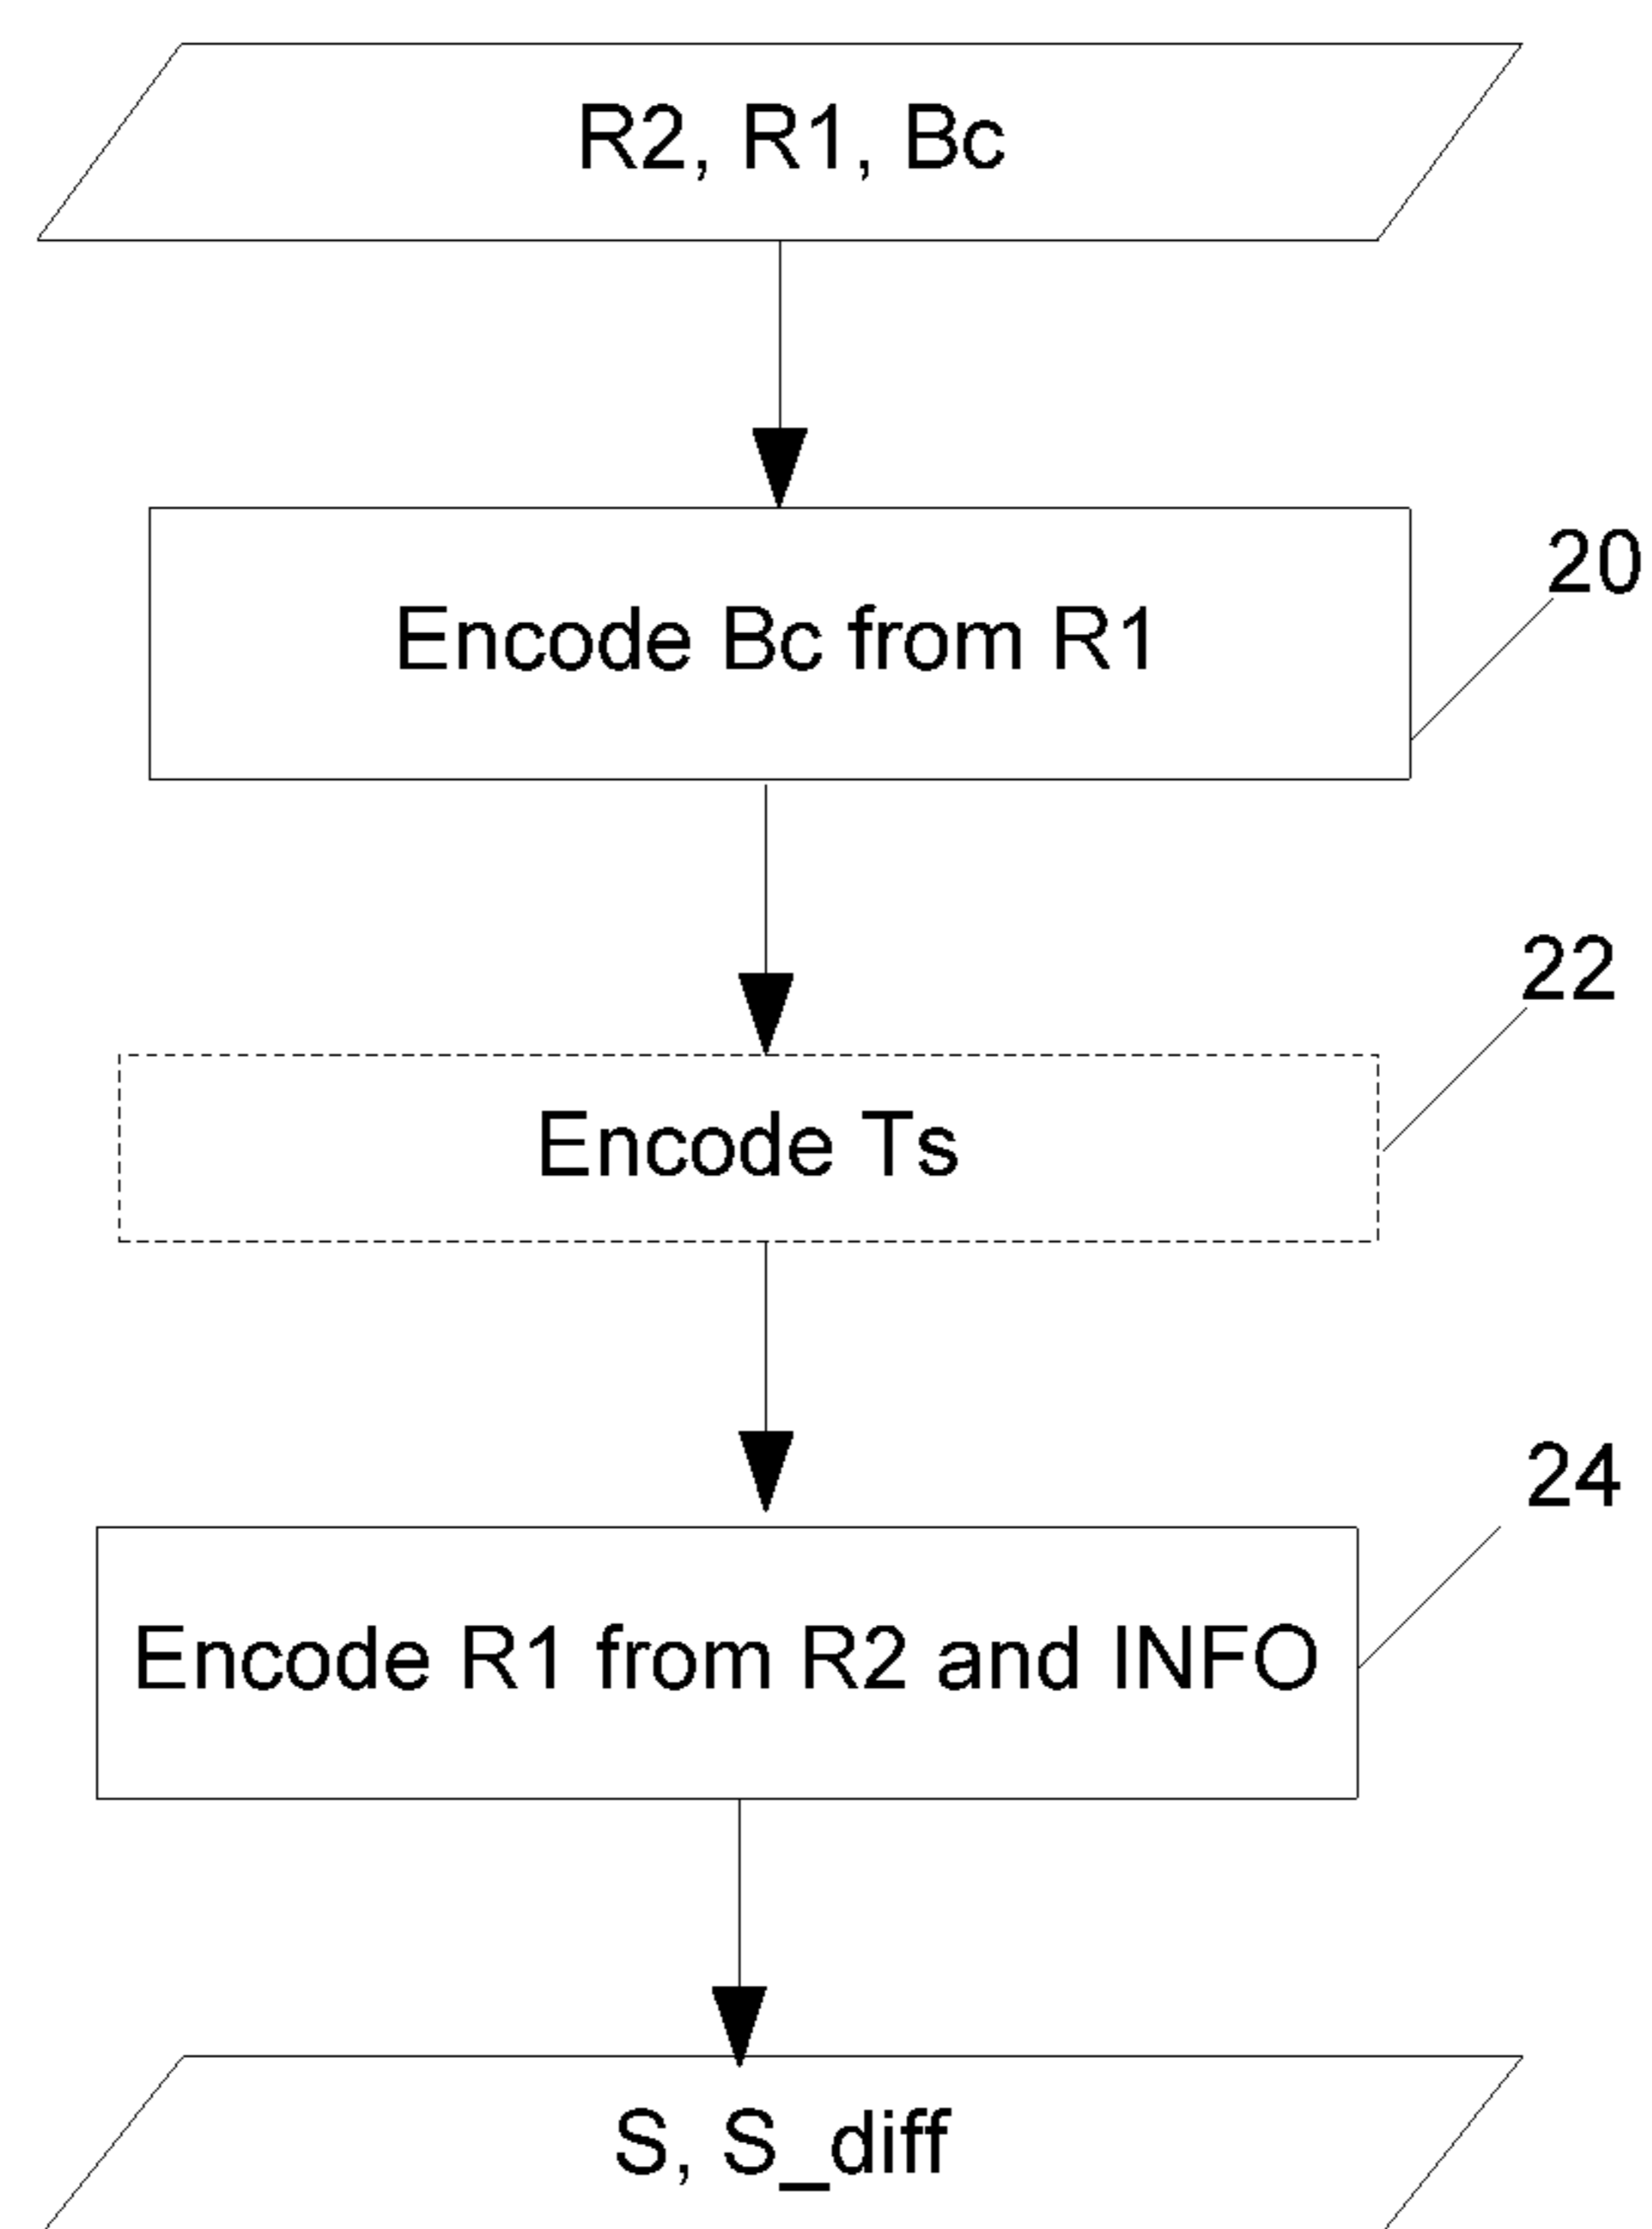 R2, R1, Bc
20
Encode Bc from R1
22
Encode Ts
24
Encode R1 from R2 and INFO
S, S_diff